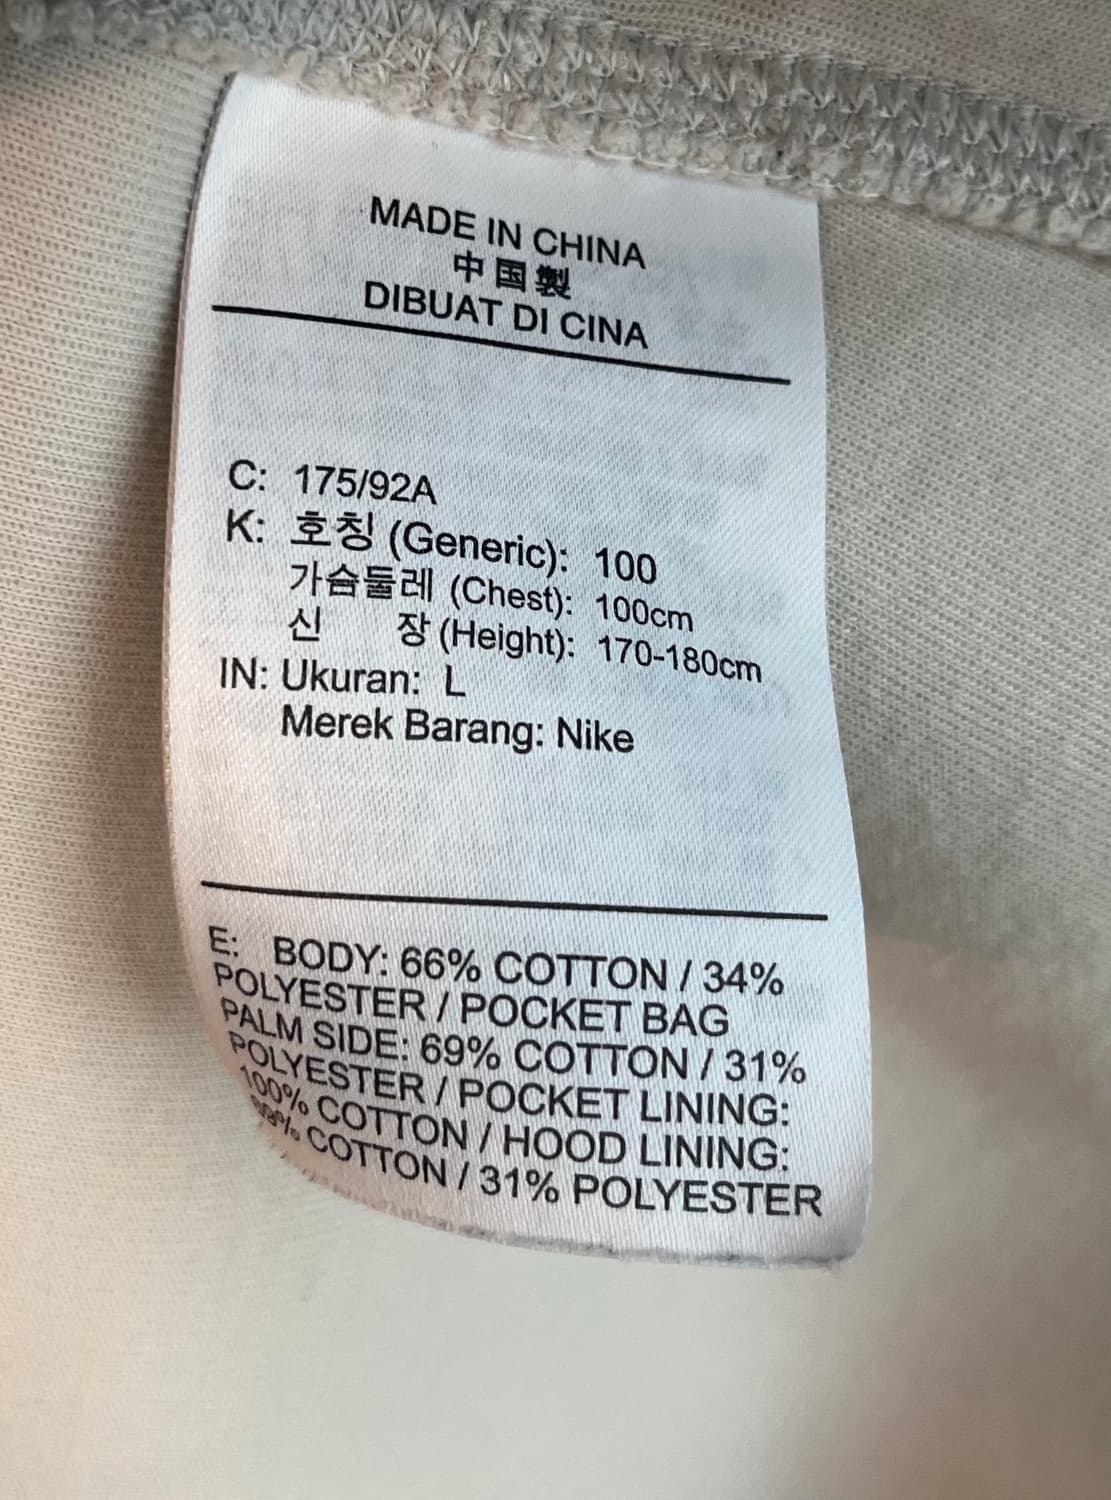 MADE IN CHINA
中国製
DIBUAT DI CINA
C: 175/92A
K: 호칭 (Generic): 100
가슴둘레 (Chest): 100cm
신 장 (Height): 170-180cm
IN: Ukuran: L
Merek Barang: Nike
E: BODY: 66% COTTON / 34%
POLYESTER / POCKET BAG
PALM SIDE: 69% COTTON / 31%
POLYESTER / POCKET LINING:
100% COTTON / HOOD LINING:
69% COTTON / 31% POLYESTER